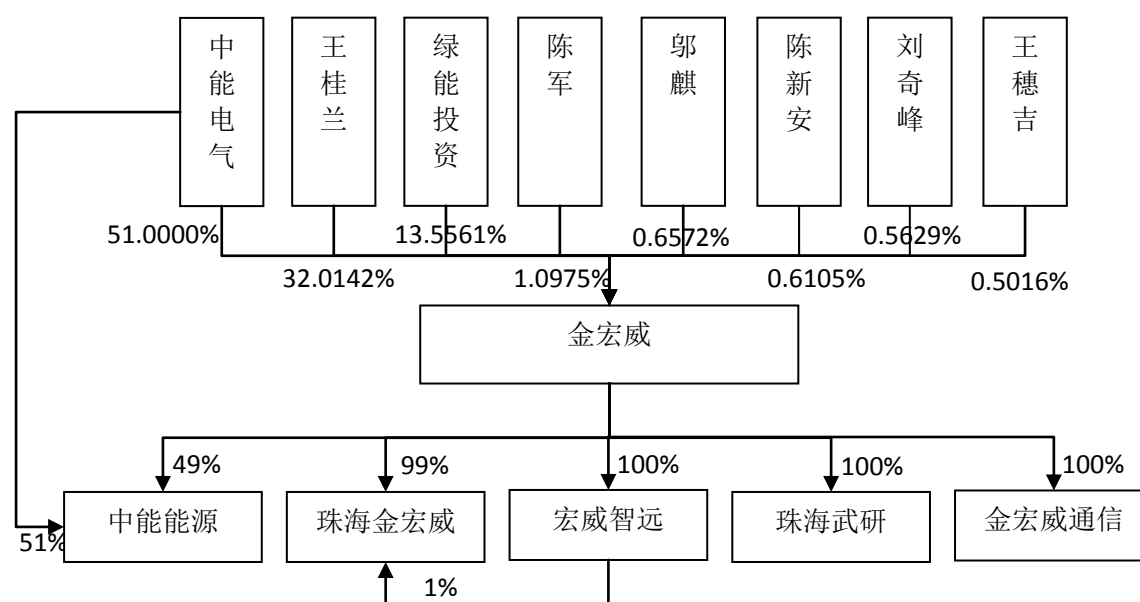 中能电气
王桂兰
绿能投资
陈军
邬麒
陈新安
刘奇峰
王穗吉
51.0000%
13.5561%
0.6572%
0.5629%
32.0142%
1.0975%
0.6105%
0.5016%
金宏威
49%
99%
100%
100%
100%
中能能源
珠海金宏威
宏威智远
珠海武研
金宏威通信
51%
1%